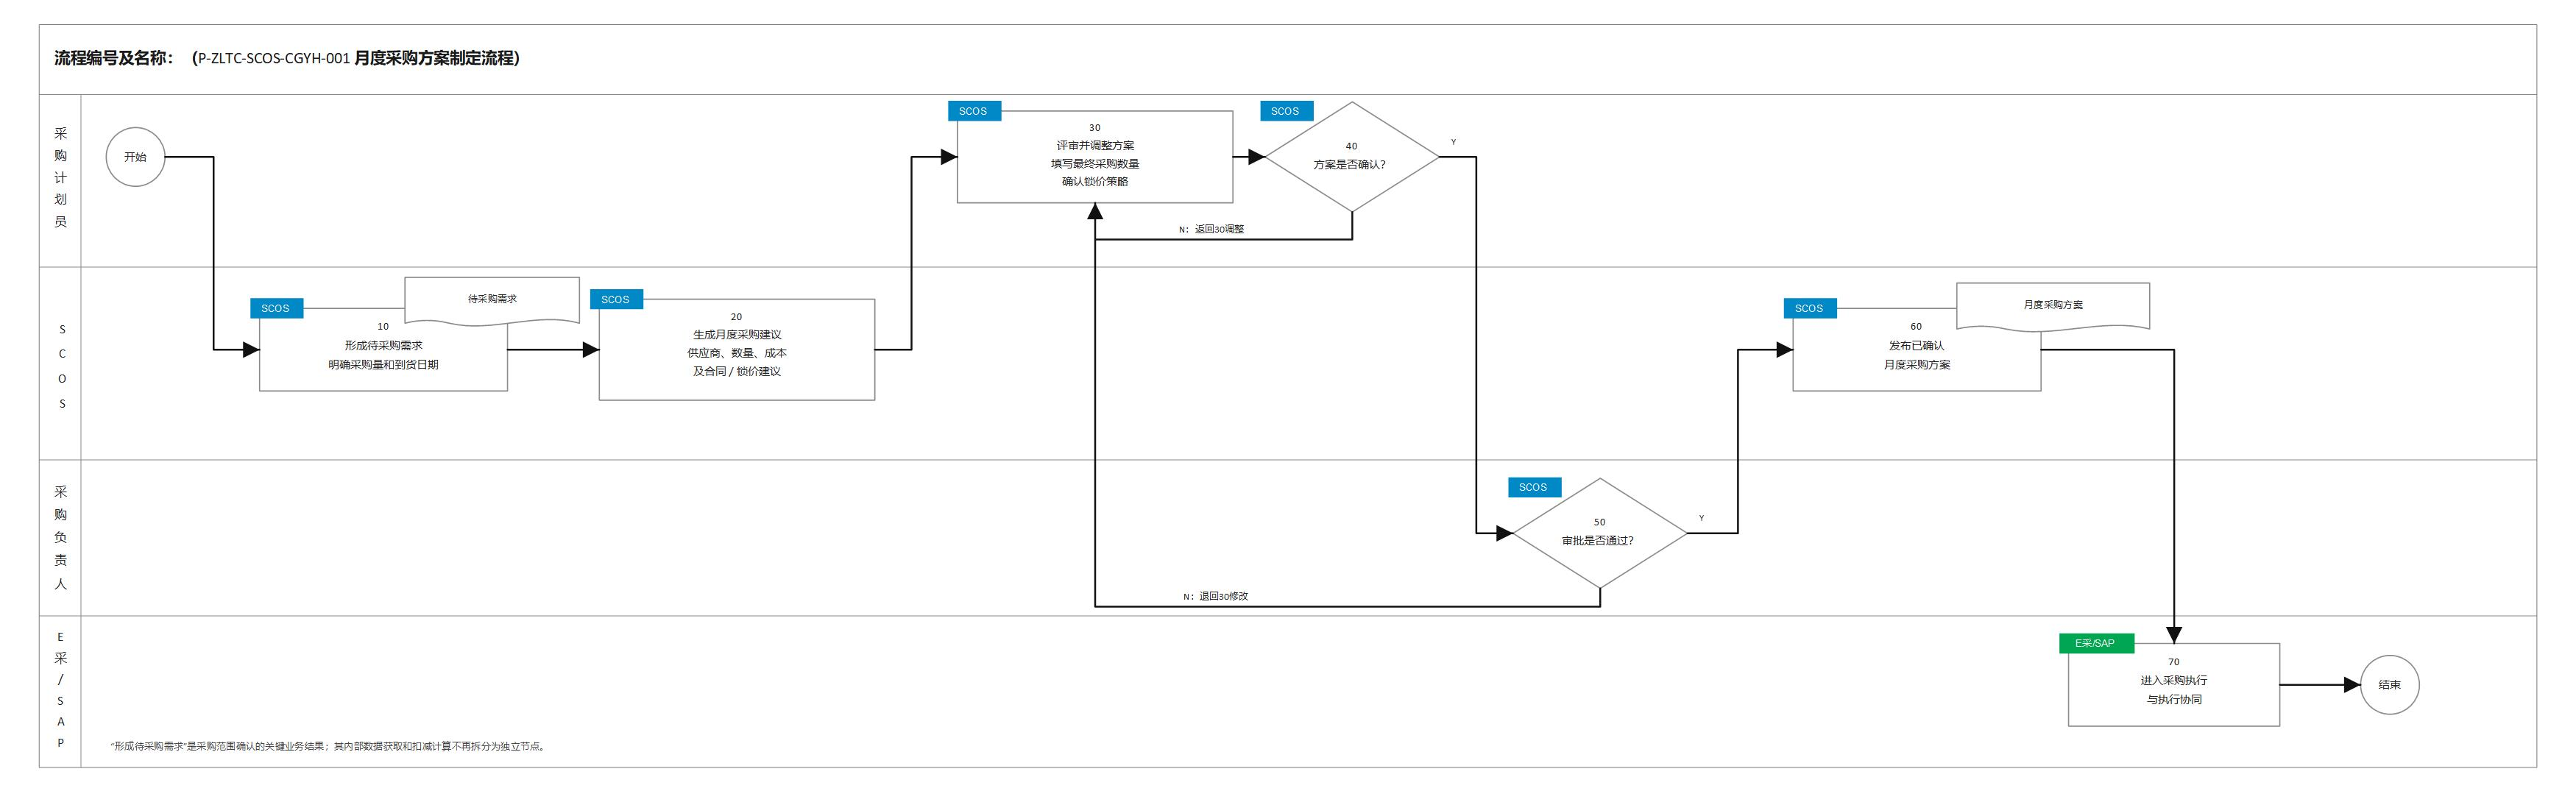 流程编号及名称： （P-ZLTC-SCOS-CGYH-001 月度采购方案制定流程）
采购计划员
开始
SCOS
30
评审并调整方案
填写最终采购数量
确认锁价策略
SCOS
40
方案是否确认？
Y
N：返回30调整
SCOS
SCOS
10
形成待采购需求
明确采购量和到货日期
待采购需求
SCOS
20
生成月度采购建议
供应商、数量、成本
及合同 / 锁价建议
SCOS
60
发布已确认
月度采购方案
月度采购方案
采购负责人
SCOS
50
审批是否通过？
Y
N：退回30修改
E采/SAP
E采/SAP
70
进入采购执行
与执行协同
结束
“形成待采购需求”是采购范围确认的关键业务结果；其内部数据获取和扣减计算不再拆分为独立节点。